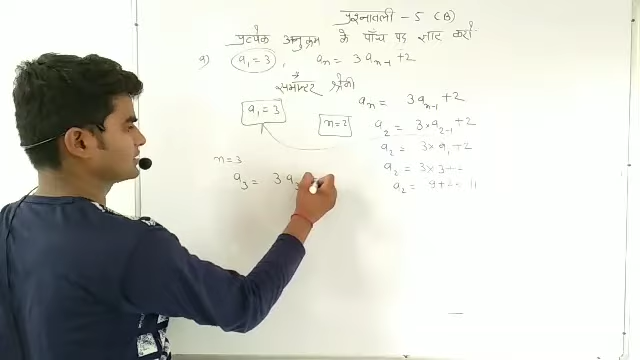 प्रश्नावली - 5 (B)
प्रत्येक अनुक्रम के पाँच पद ज्ञात करो
a₁ = 3, aₙ = 3aₙ₋₁ + 2
समान्तर श्रेणी
aₙ = 3aₙ₋₁ + 2
a₁ = 3
n = 2
a₂ = 3 × a₂₋₁ + 2
a₂ = 3 × a₁ + 2
a₂ = 3 × 3 + 2
a₂ = 9 + 2 = 11
n = 3
a₃ = 3 a₃